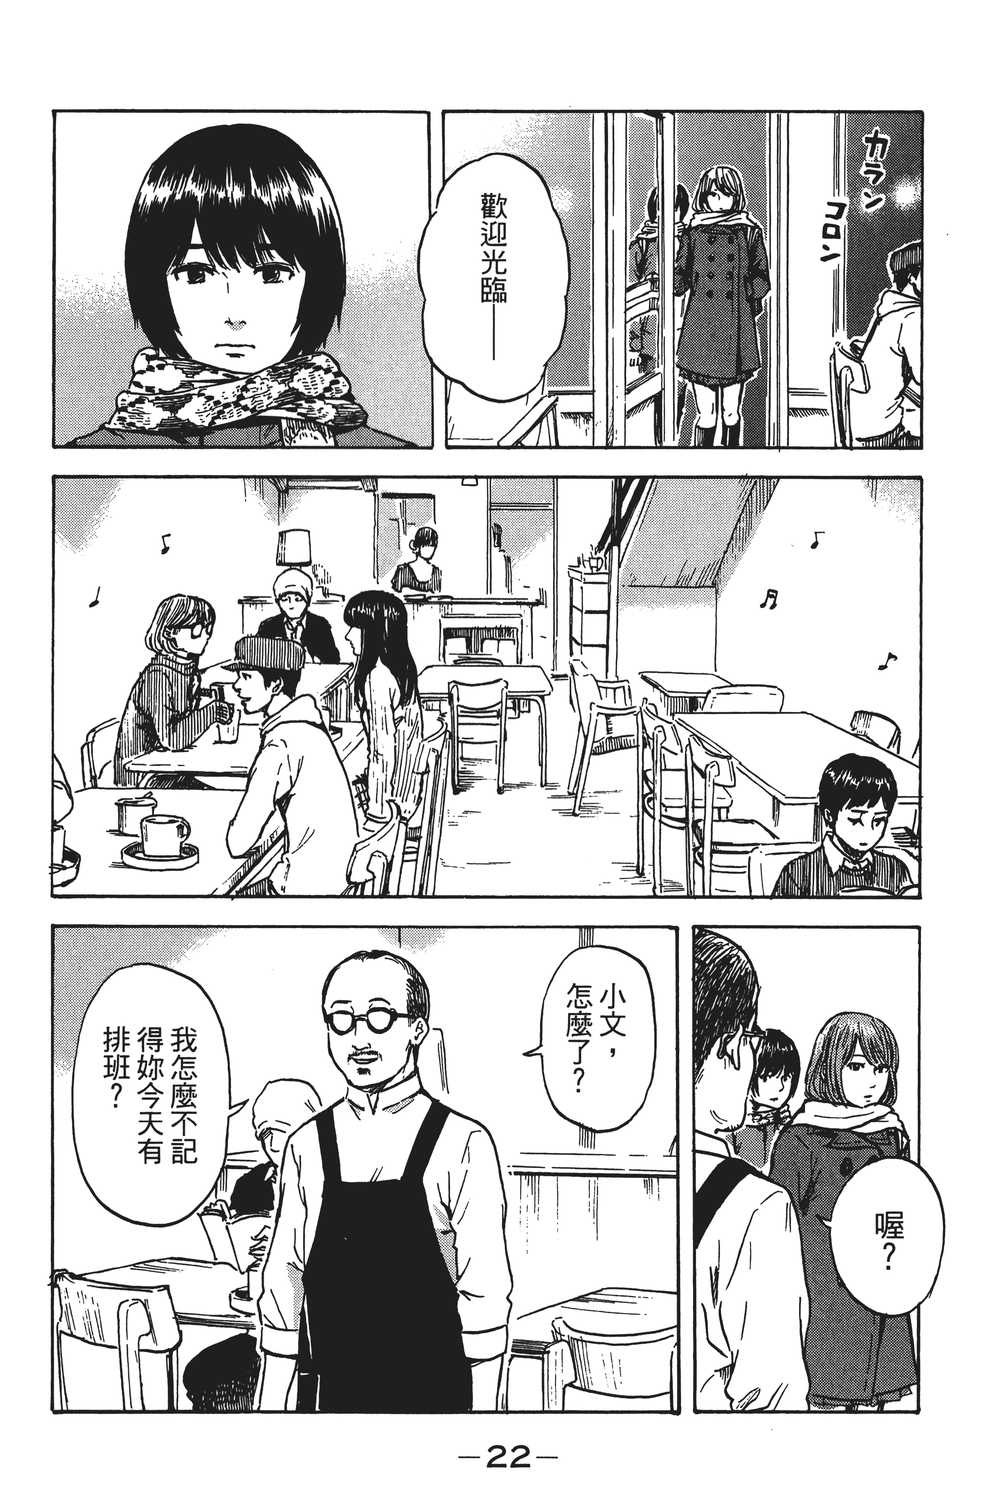 カラン
コロン
歡迎光臨──
喔?
小文，
怎麼了?
我怎麼不記
得妳今天有
排班?
－22－